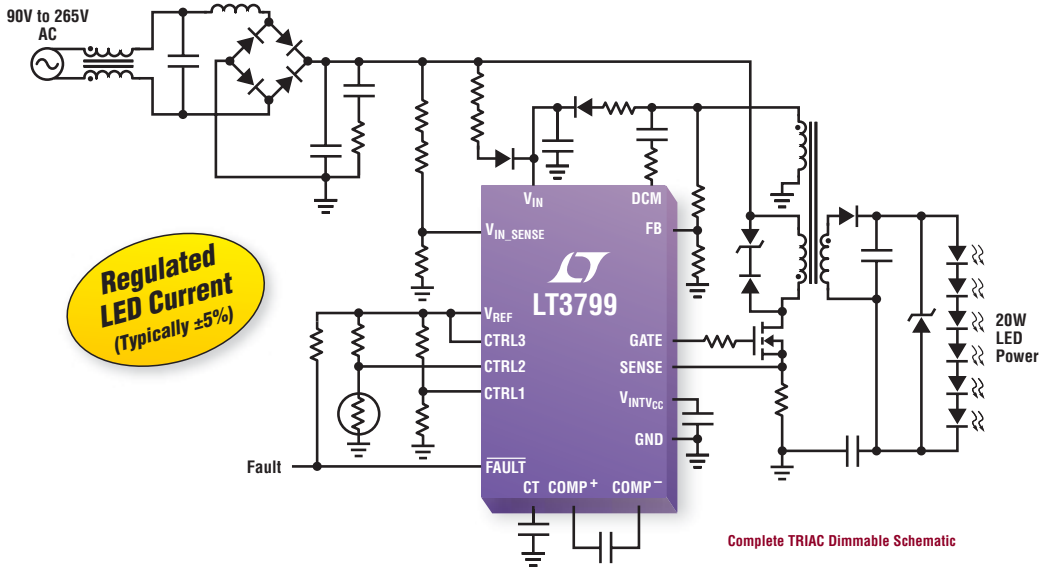 90V to 265V
AC
Regulated
LED Current
(Typically ±5%)
VIN
DCM
VIN_SENSE
FB
LT3799
VREF
CTRL3
GATE
CTRL2
SENSE
CTRL1
VINTVCC
GND
Fault
FAULT
CT
COMP+
COMP–
20W
LED
Power
Complete TRIAC Dimmable Schematic